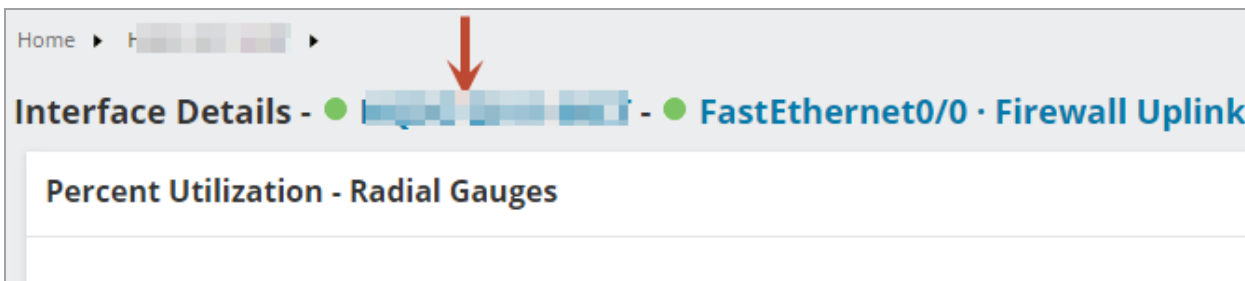 Home
Interface Details - - FastEthernet0/0 · Firewall Uplink
Percent Utilization - Radial Gauges